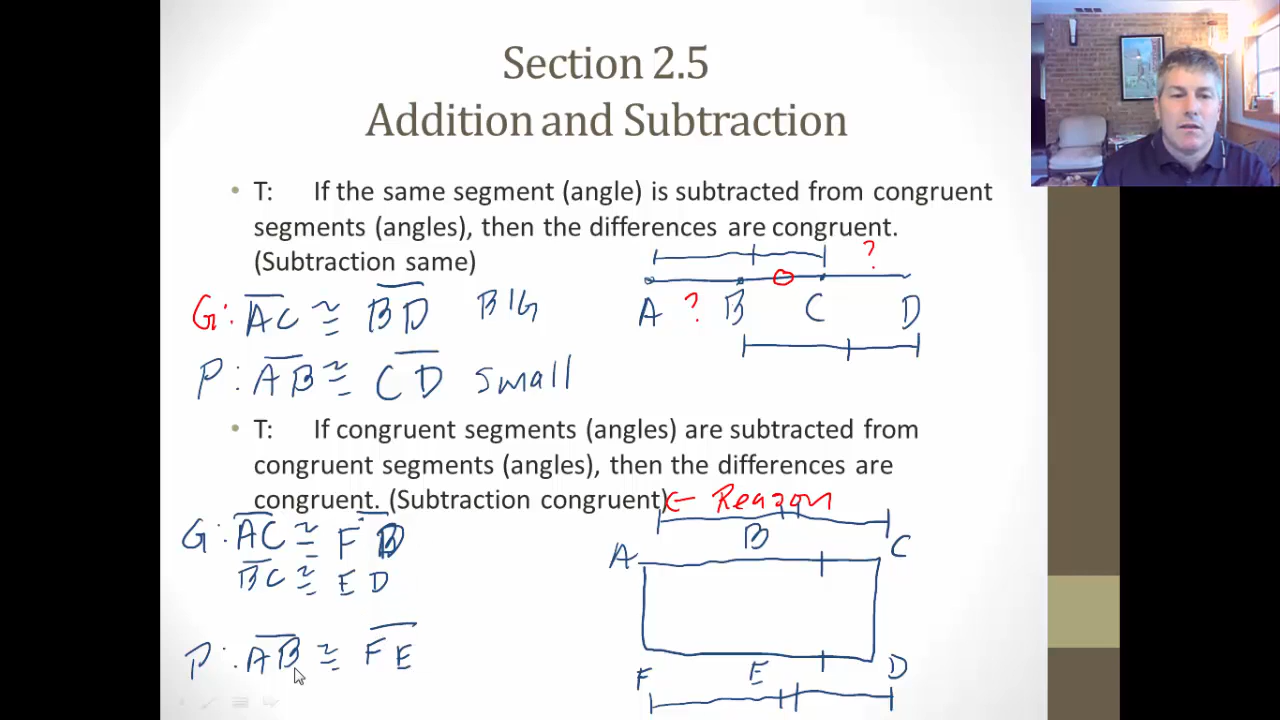 Section 2.5
Addition and Subtraction
• T: If the same segment (angle) is subtracted from congruent
segments (angles), then the differences are congruent.
(Subtraction same)
?
G: AC ≅ BD BIG
A ? B C D
P: AB ≅ CD Small
• T: If congruent segments (angles) are subtracted from
congruent segments (angles), then the differences are
congruent. (Subtraction congruent) ← Reason
G: AC ≅ FD
A B C
BC ≅ ED
P: AB ≅ FE
F E D